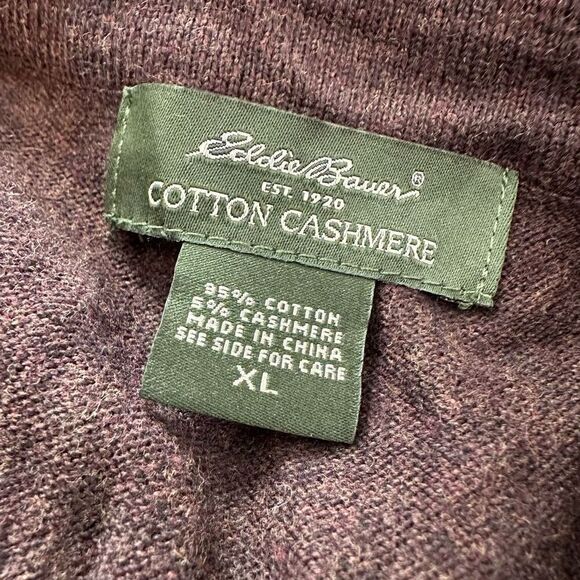 Eddie Bauer®
EST. 1920
COTTON CASHMERE
95% COTTON
5% CASHMERE
MADE IN CHINA
SEE SIDE FOR CARE
XL